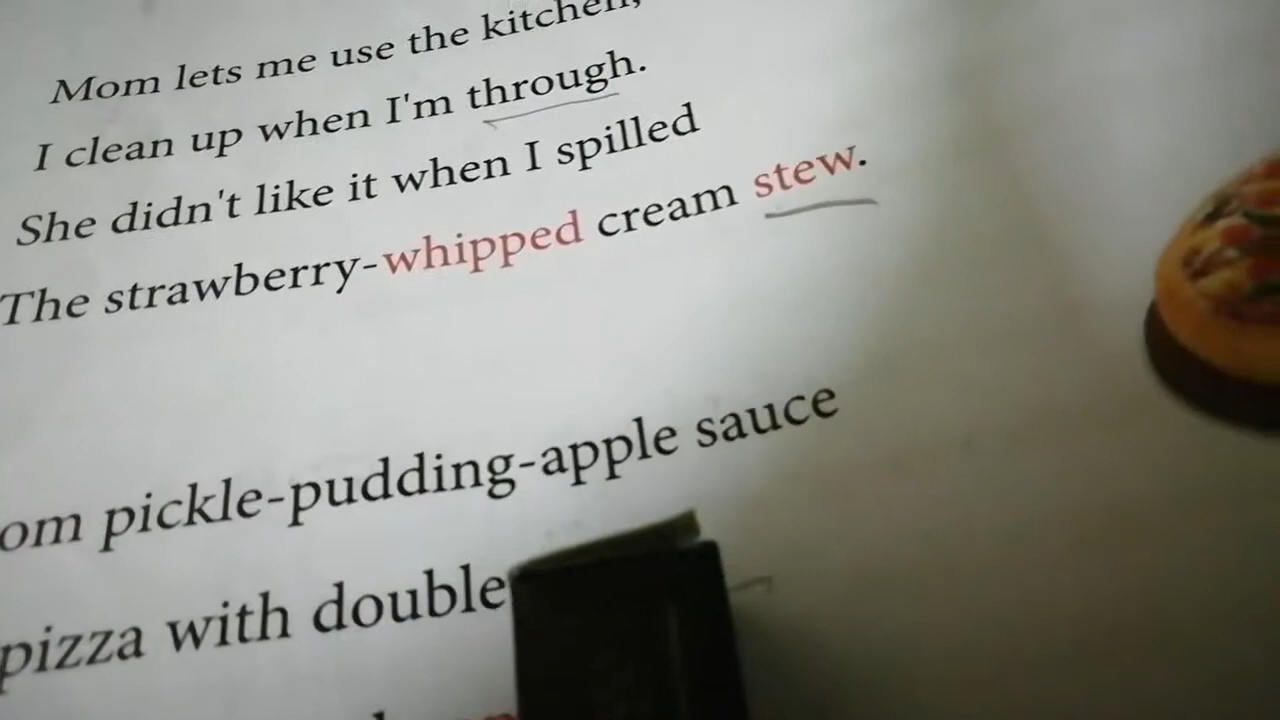 Mom lets me use the kitchen,
I clean up when I'm through.
She didn't like it when I spilled
The strawberry-whipped cream stew.
om pickle-pudding-apple sauce
pizza with double